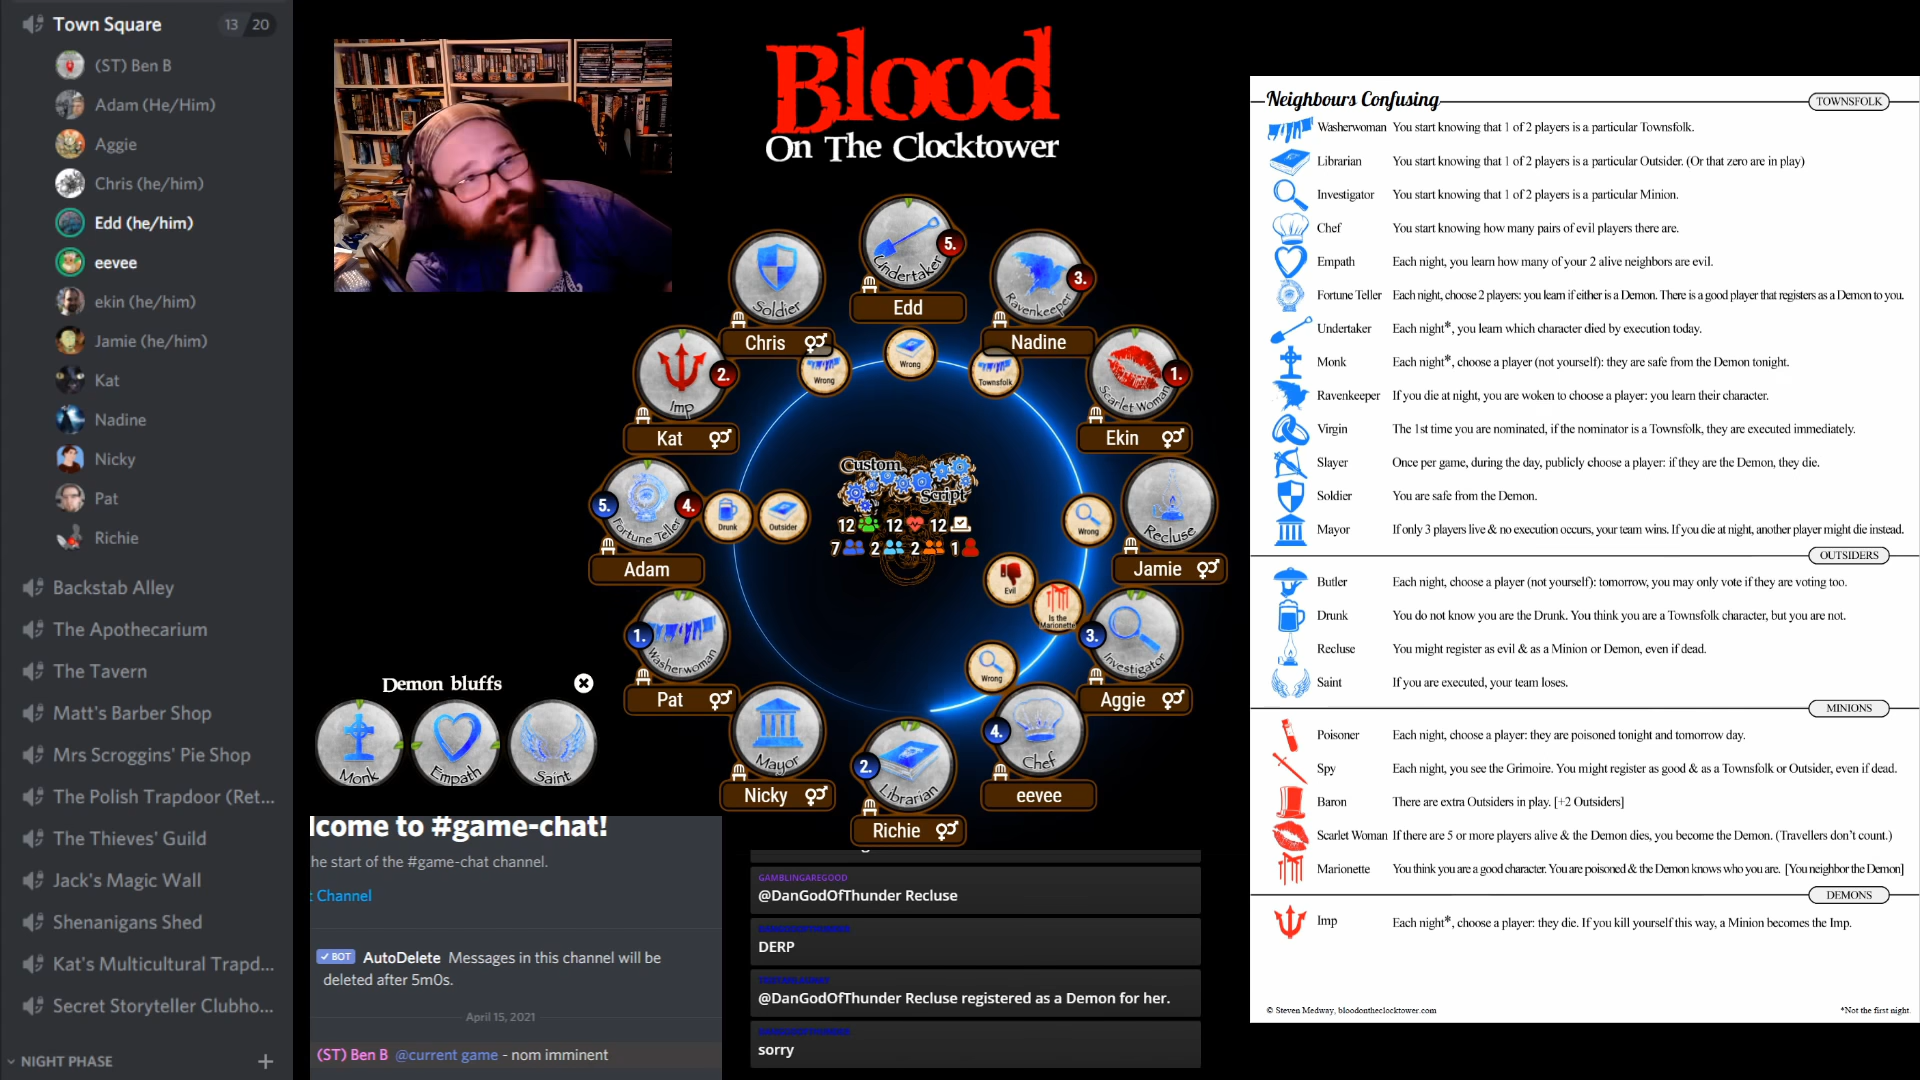 Town Square
13 20
(ST) Ben B
Adam (He/Him)
Aggie
Chris (he/him)
Edd (he/him)
eevee
ekin (he/him)
Jamie (he/him)
Kat
Nadine
Nicky
Pat
Richie
Backstab Alley
The Apothecarium
The Tavern
Matt's Barber Shop
Mrs Scroggins' Pie Shop
The Polish Trapdoor (Ret...
The Thieves' Guild
Jack's Magic Wall
Shenanigans Shed
Kat's Multicultural Trapd...
Secret Storyteller Clubho...
NIGHT PHASE
Blood
On The Clocktower
Undertaker
5.
Edd
Wrong
Ravenkeeper
3.
Nadine
Townsfolk
Scarlet Woman
1.
Ekin
Recluse
Jamie
Wrong
Investigator
3.
Aggie
Evil
Is the
Marionette
Chef
4.
eevee
Wrong
Librarian
2.
Richie
Mayor
Nicky
Washerwoman
1.
Pat
Fortune Teller
5.
4.
Adam
Drunk
Outsider
Imp
2.
Kat
Soldier
Chris
Wrong
Custom
Script
12 12 12
7 2 2 1
Demon bluffs
Monk
Empath
Saint
lcome to #game-chat!
he start of the #game-chat channel.
t Channel
BOT AutoDelete Messages in this channel will be
deleted after 5m0s.
April 15, 2021
(ST) Ben B @current game - nom imminent
GAMBLINGAREGOOD
@DanGodOfThunder Recluse
DERP
@DanGodOfThunder Recluse registered as a Demon for her.
sorry
Neighbours Confusing
TOWNSFOLK
Washerwoman You start knowing that 1 of 2 players is a particular Townsfolk.
Librarian You start knowing that 1 of 2 players is a particular Outsider. (Or that zero are in play)
Investigator You start knowing that 1 of 2 players is a particular Minion.
Chef You start knowing how many pairs of evil players there are.
Empath Each night, you learn how many of your 2 alive neighbors are evil.
Fortune Teller Each night, choose 2 players: you learn if either is a Demon. There is a good player that registers as a Demon to you.
Undertaker Each night*, you learn which character died by execution today.
Monk Each night*, choose a player (not yourself): they are safe from the Demon tonight.
Ravenkeeper If you die at night, you are woken to choose a player: you learn their character.
Virgin The 1st time you are nominated, if the nominator is a Townsfolk, they are executed immediately.
Slayer Once per game, during the day, publicly choose a player: if they are the Demon, they die.
Soldier You are safe from the Demon.
Mayor If only 3 players live & no execution occurs, your team wins. If you die at night, another player might die instead.
OUTSIDERS
Butler Each night, choose a player (not yourself): tomorrow, you may only vote if they are voting too.
Drunk You do not know you are the Drunk. You think you are a Townsfolk character, but you are not.
Recluse You might register as evil & as a Minion or Demon, even if dead.
Saint If you are executed, your team loses.
MINIONS
Poisoner Each night, choose a player: they are poisoned tonight and tomorrow day.
Spy Each night, you see the Grimoire. You might register as good & as a Townsfolk or Outsider, even if dead.
Baron There are extra Outsiders in play. [+2 Outsiders]
Scarlet Woman If there are 5 or more players alive & the Demon dies, you become the Demon. (Travellers don't count.)
Marionette You think you are a good character. You are poisoned & the Demon knows who you are. [You neighbor the Demon]
DEMONS
Imp Each night*, choose a player: they die. If you kill yourself this way, a Minion becomes the Imp.
© Steven Medway, bloodontheclocktower.com
*Not the first night.